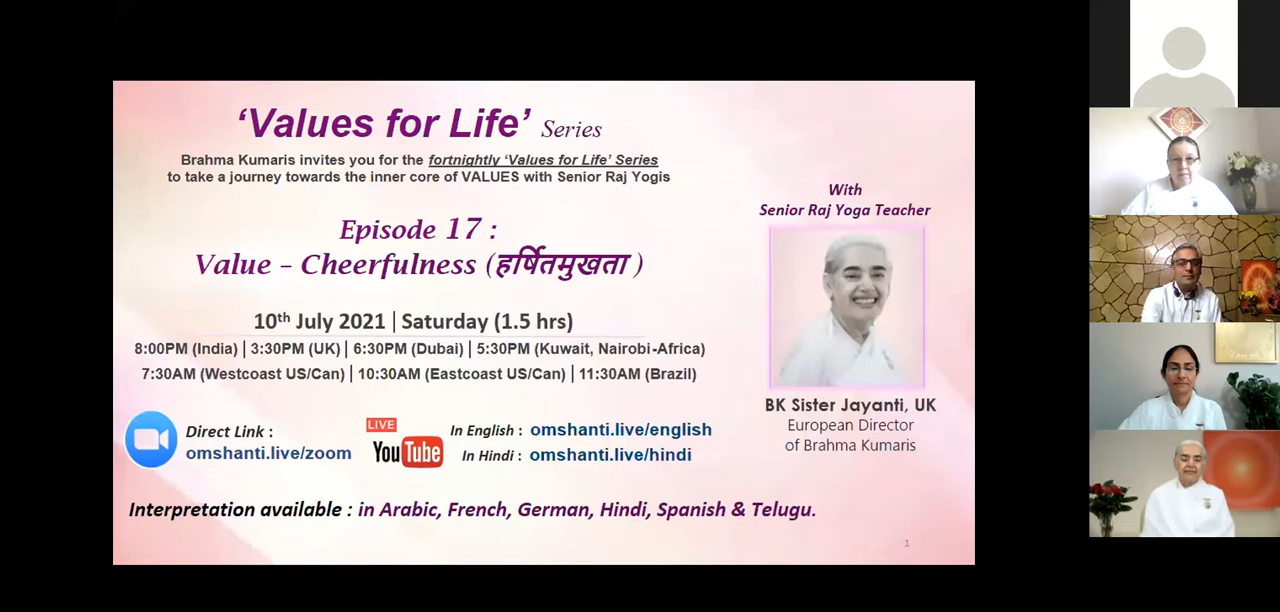 ‘Values for Life’ Series
Brahma Kumaris invites you for the fortnightly ‘Values for Life’ Series
to take a journey towards the inner core of VALUES with Senior Raj Yogis
Episode 17 :
Value – Cheerfulness (हर्षितमुखता )
10th July 2021 | Saturday (1.5 hrs)
8:00PM (India) | 3:30PM (UK) | 6:30PM (Dubai) | 5:30PM (Kuwait, Nairobi-Africa)
7:30AM (Westcoast US/Can) | 10:30AM (Eastcoast US/Can) | 11:30AM (Brazil)
With
Senior Raj Yoga Teacher
BK Sister Jayanti, UK
European Director
of Brahma Kumaris
Direct Link :
omshanti.live/zoom
LIVE
YouTube
In English : omshanti.live/english
In Hindi : omshanti.live/hindi
Interpretation available : in Arabic, French, German, Hindi, Spanish & Telugu.
1